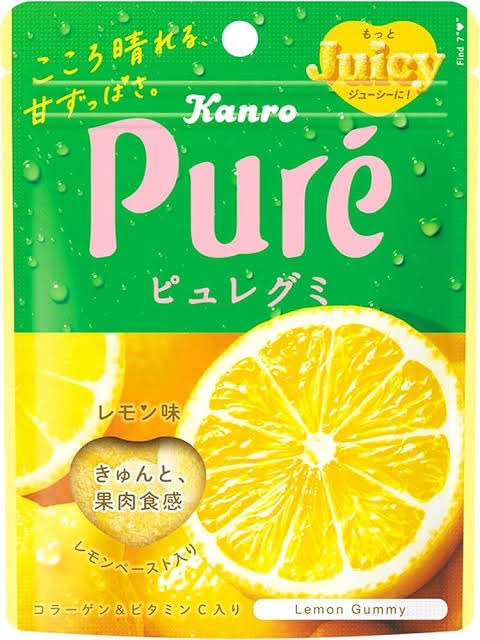 こころ晴れる、
甘ずっぱさ。
もっと
Juicy
ジューシーに!
Find 7"♥"
Kanro
Puré
ピュレグミ
レモン味
きゅんと、
果肉食感
レモンペースト入り
コラーゲン&ビタミンC入り
Lemon Gummy